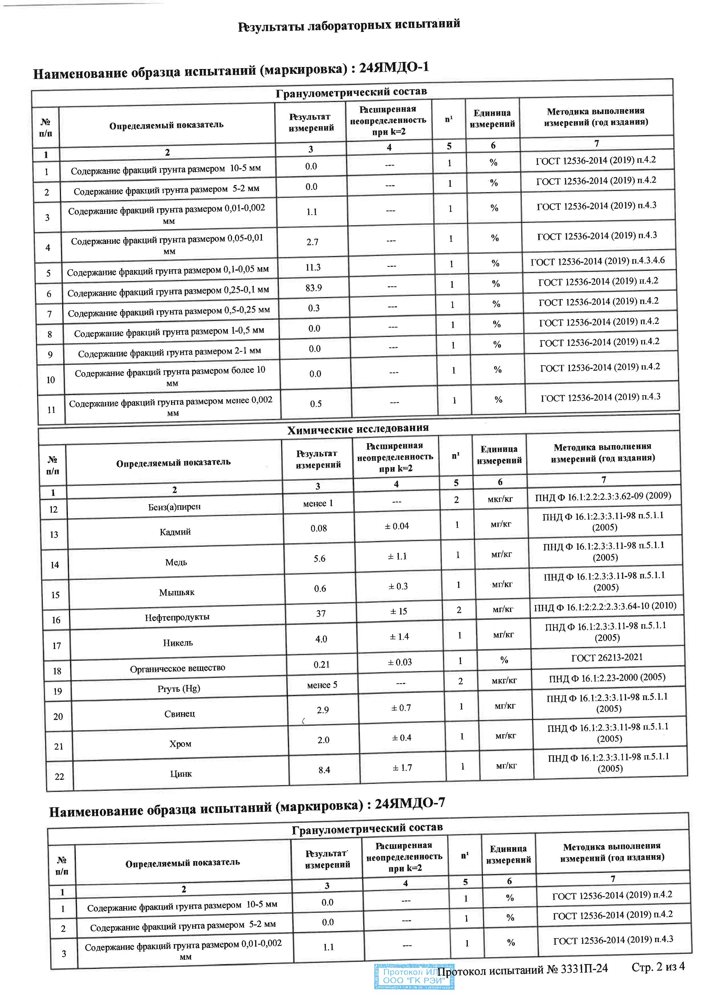 Результаты лабораторных испытаний
Наименование образца испытаний (маркировка) : 24ЯМДО-1
Гранулометрический состав
№ п/п Определяемый показатель Результат измерений Расширенная неопределенность при k=2 n¹ Единица измерений Методика выполнения измерений (год издания)
1 2 3 4 5 6 7
1 Содержание фракций грунта размером 10-5 мм 0.0 --- 1 % ГОСТ 12536-2014 (2019) п.4.2
2 Содержание фракций грунта размером 5-2 мм 0.0 --- 1 % ГОСТ 12536-2014 (2019) п.4.2
3 Содержание фракций грунта размером 0,01-0,002 мм 1.1 --- 1 % ГОСТ 12536-2014 (2019) п.4.3
4 Содержание фракций грунта размером 0,05-0,01 мм 2.7 --- 1 % ГОСТ 12536-2014 (2019) п.4.3
5 Содержание фракций грунта размером 0,1-0,05 мм 11.3 --- 1 % ГОСТ 12536-2014 (2019) п.4.3.4.6
6 Содержание фракций грунта размером 0,25-0,1 мм 83.9 --- 1 % ГОСТ 12536-2014 (2019) п.4.2
7 Содержание фракций грунта размером 0,5-0,25 мм 0.3 --- 1 % ГОСТ 12536-2014 (2019) п.4.2
8 Содержание фракций грунта размером 1-0,5 мм 0.0 --- 1 % ГОСТ 12536-2014 (2019) п.4.2
9 Содержание фракций грунта размером 2-1 мм 0.0 --- 1 % ГОСТ 12536-2014 (2019) п.4.2
10 Содержание фракций грунта размером более 10 мм 0.0 --- 1 % ГОСТ 12536-2014 (2019) п.4.2
11 Содержание фракций грунта размером менее 0,002 мм 0.5 --- 1 % ГОСТ 12536-2014 (2019) п.4.3
Химические исследования
№ п/п Определяемый показатель Результат измерений Расширенная неопределенность при k=2 n¹ Единица измерений Методика выполнения измерений (год издания)
1 2 3 4 5 6 7
12 Бенз(а)пирен менее 1 --- 2 мкг/кг ПНД Ф 16.1:2.2:2.3:3.62-09 (2009)
13 Кадмий 0.08 ± 0.04 1 мг/кг ПНД Ф 16.1:2.3:3.11-98 п.5.1.1 (2005)
14 Медь 5.6 ± 1.1 1 мг/кг ПНД Ф 16.1:2.3:3.11-98 п.5.1.1 (2005)
15 Мышьяк 0.6 ± 0.3 1 мг/кг ПНД Ф 16.1:2.3:3.11-98 п.5.1.1 (2005)
16 Нефтепродукты 37 ± 15 2 мг/кг ПНД Ф 16.1:2:2.2:2.3:3.64-10 (2010)
17 Никель 4.0 ± 1.4 1 мг/кг ПНД Ф 16.1:2.3:3.11-98 п.5.1.1 (2005)
18 Органическое вещество 0.21 ± 0.03 1 % ГОСТ 26213-2021
19 Ртуть (Hg) менее 5 --- 2 мкг/кг ПНД Ф 16.1:2.23-2000 (2005)
20 Свинец 2.9 ± 0.7 1 мг/кг ПНД Ф 16.1:2.3:3.11-98 п.5.1.1 (2005)
21 Хром 2.0 ± 0.4 1 мг/кг ПНД Ф 16.1:2.3:3.11-98 п.5.1.1 (2005)
22 Цинк 8.4 ± 1.7 1 мг/кг ПНД Ф 16.1:2.3:3.11-98 п.5.1.1 (2005)
Наименование образца испытаний (маркировка) : 24ЯМДО-7
Гранулометрический состав
№ п/п Определяемый показатель Результат измерений Расширенная неопределенность при k=2 n¹ Единица измерений Методика выполнения измерений (год издания)
1 2 3 4 5 6 7
1 Содержание фракций грунта размером 10-5 мм 0.0 --- 1 % ГОСТ 12536-2014 (2019) п.4.2
2 Содержание фракций грунта размером 5-2 мм 0.0 --- 1 % ГОСТ 12536-2014 (2019) п.4.2
3 Содержание фракций грунта размером 0,01-0,002 мм 1.1 --- 1 % ГОСТ 12536-2014 (2019) п.4.3
Протокол ИЛ
ООО "ГК РЭИ"
Протокол испытаний № 3331П-24 Стр. 2 из 4